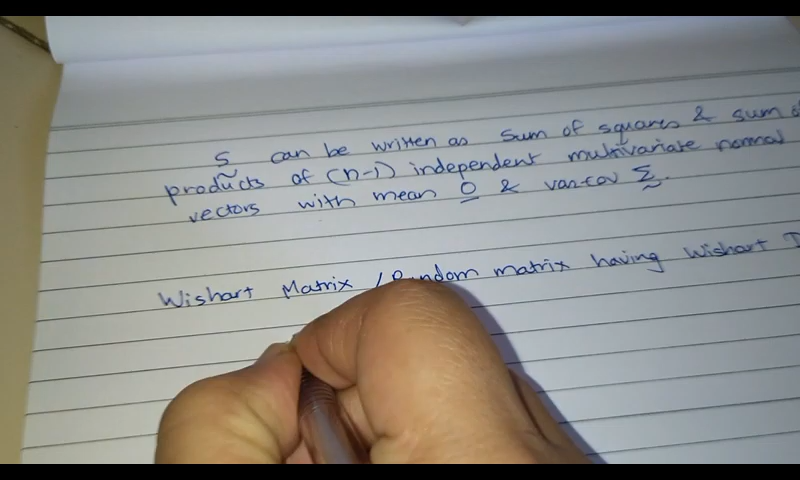 S can be written as sum of squares & sum of
products of (n-1) independent multivariate normal
vectors with mean 0 & var-cov Σ.
Wishart Matrix / Random matrix having Wishart